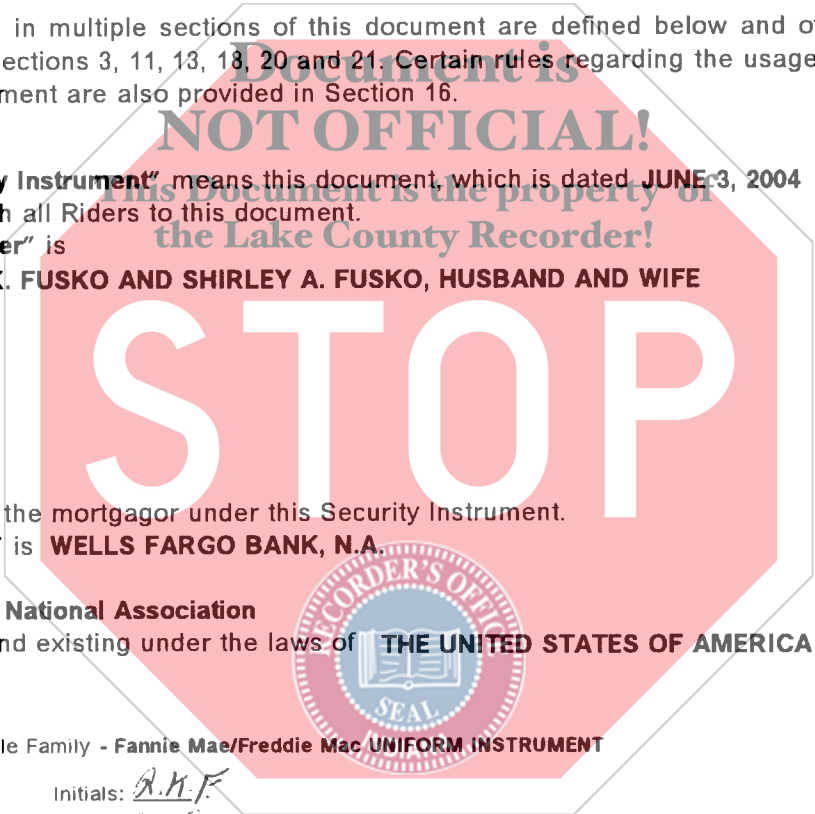 in multiple sections of this document are defined below and o
ections 3, 11, 13, 18, 20 and 21. Certain rules regarding the usage
ment are also provided in Section 16.
Document is
NOT OFFICIAL!
This Document is the property of
the Lake County Recorder!
y Instrument" means this document, which is dated JUNE 3, 2004
h all Riders to this document.
er" is
K. FUSKO AND SHIRLEY A. FUSKO, HUSBAND AND WIFE
STOP
the mortgagor under this Security Instrument.
is WELLS FARGO BANK, N.A.
National Association
nd existing under the laws of THE UNITED STATES OF AMERICA
RECORDER'S OFFICE
SEAL
INDIANA
le Family - Fannie Mae/Freddie Mac UNIFORM INSTRUMENT
Initials: R.K.F